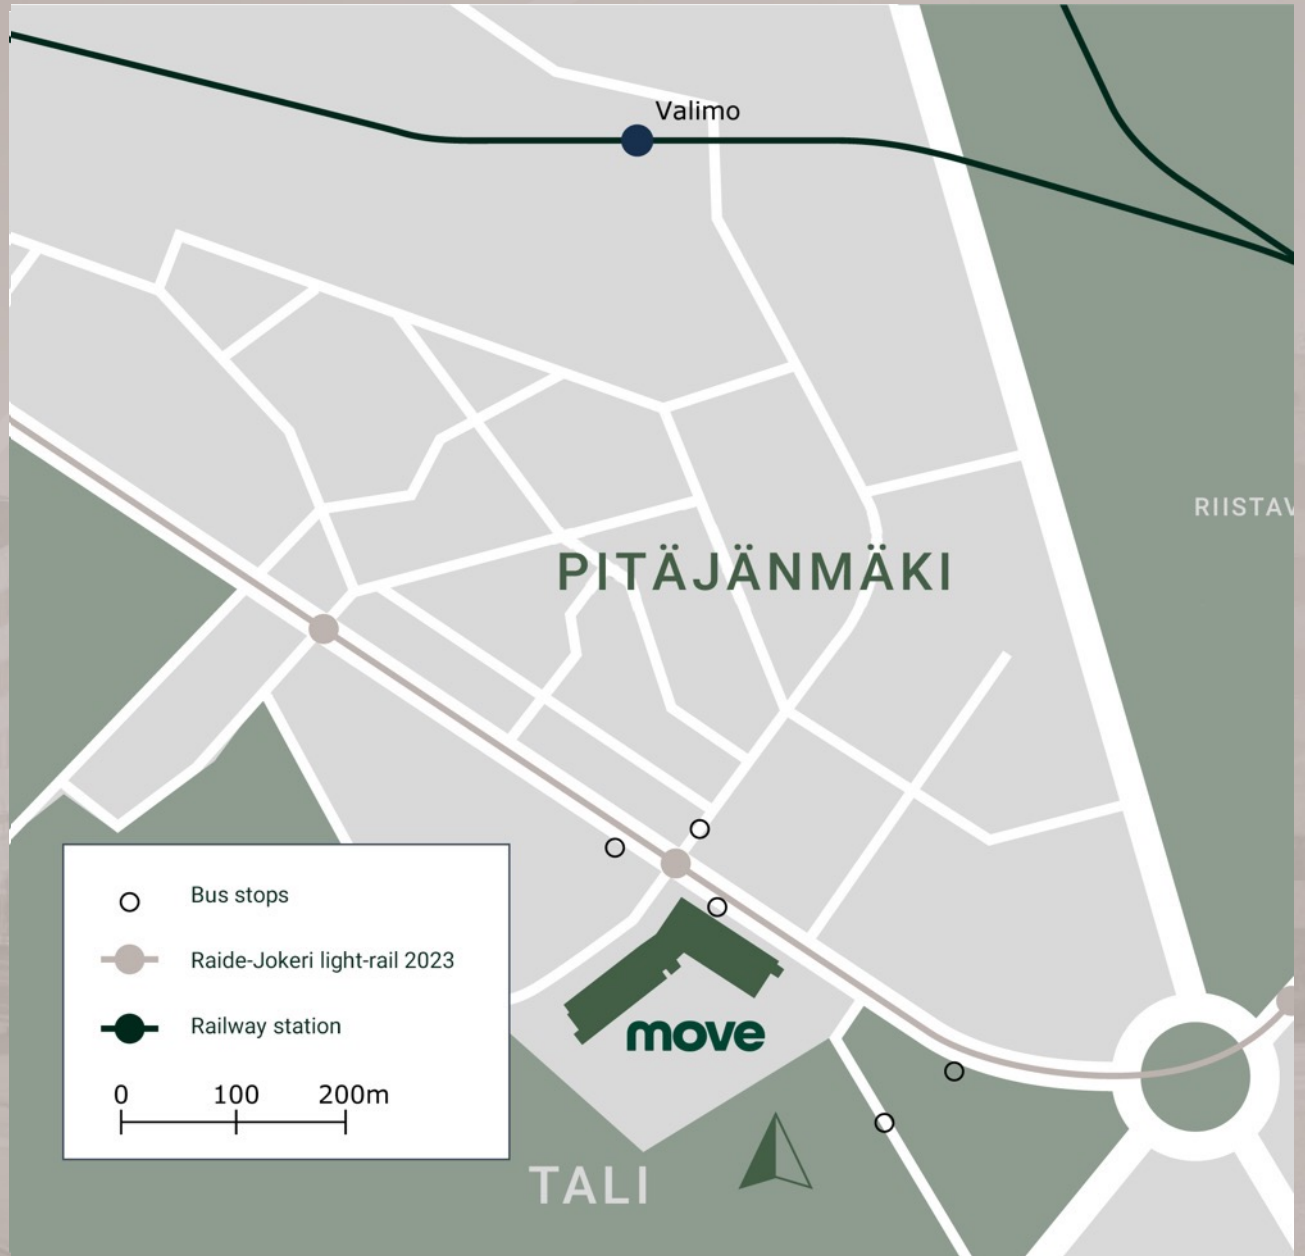 Valimo
RIISTAV
PITÄJÄNMÄKI
Bus stops
Raide-Jokeri light-rail 2023
Railway station
0 100 200m
move
TALI